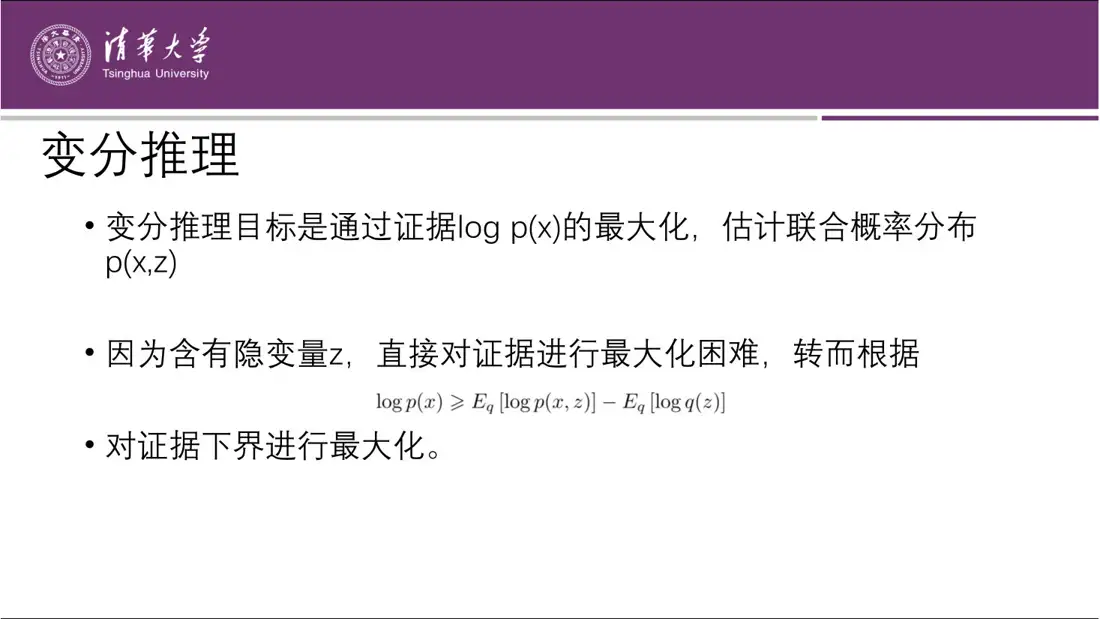 清华大学
Tsinghua University
变分推理
• 变分推理目标是通过证据log p(x)的最大化，估计联合概率分布
p(x,z)
• 因为含有隐变量z，直接对证据进行最大化困难，转而根据
log p(x) ⩾ E_q [log p(x, z)] − E_q [log q(z)]
• 对证据下界进行最大化。